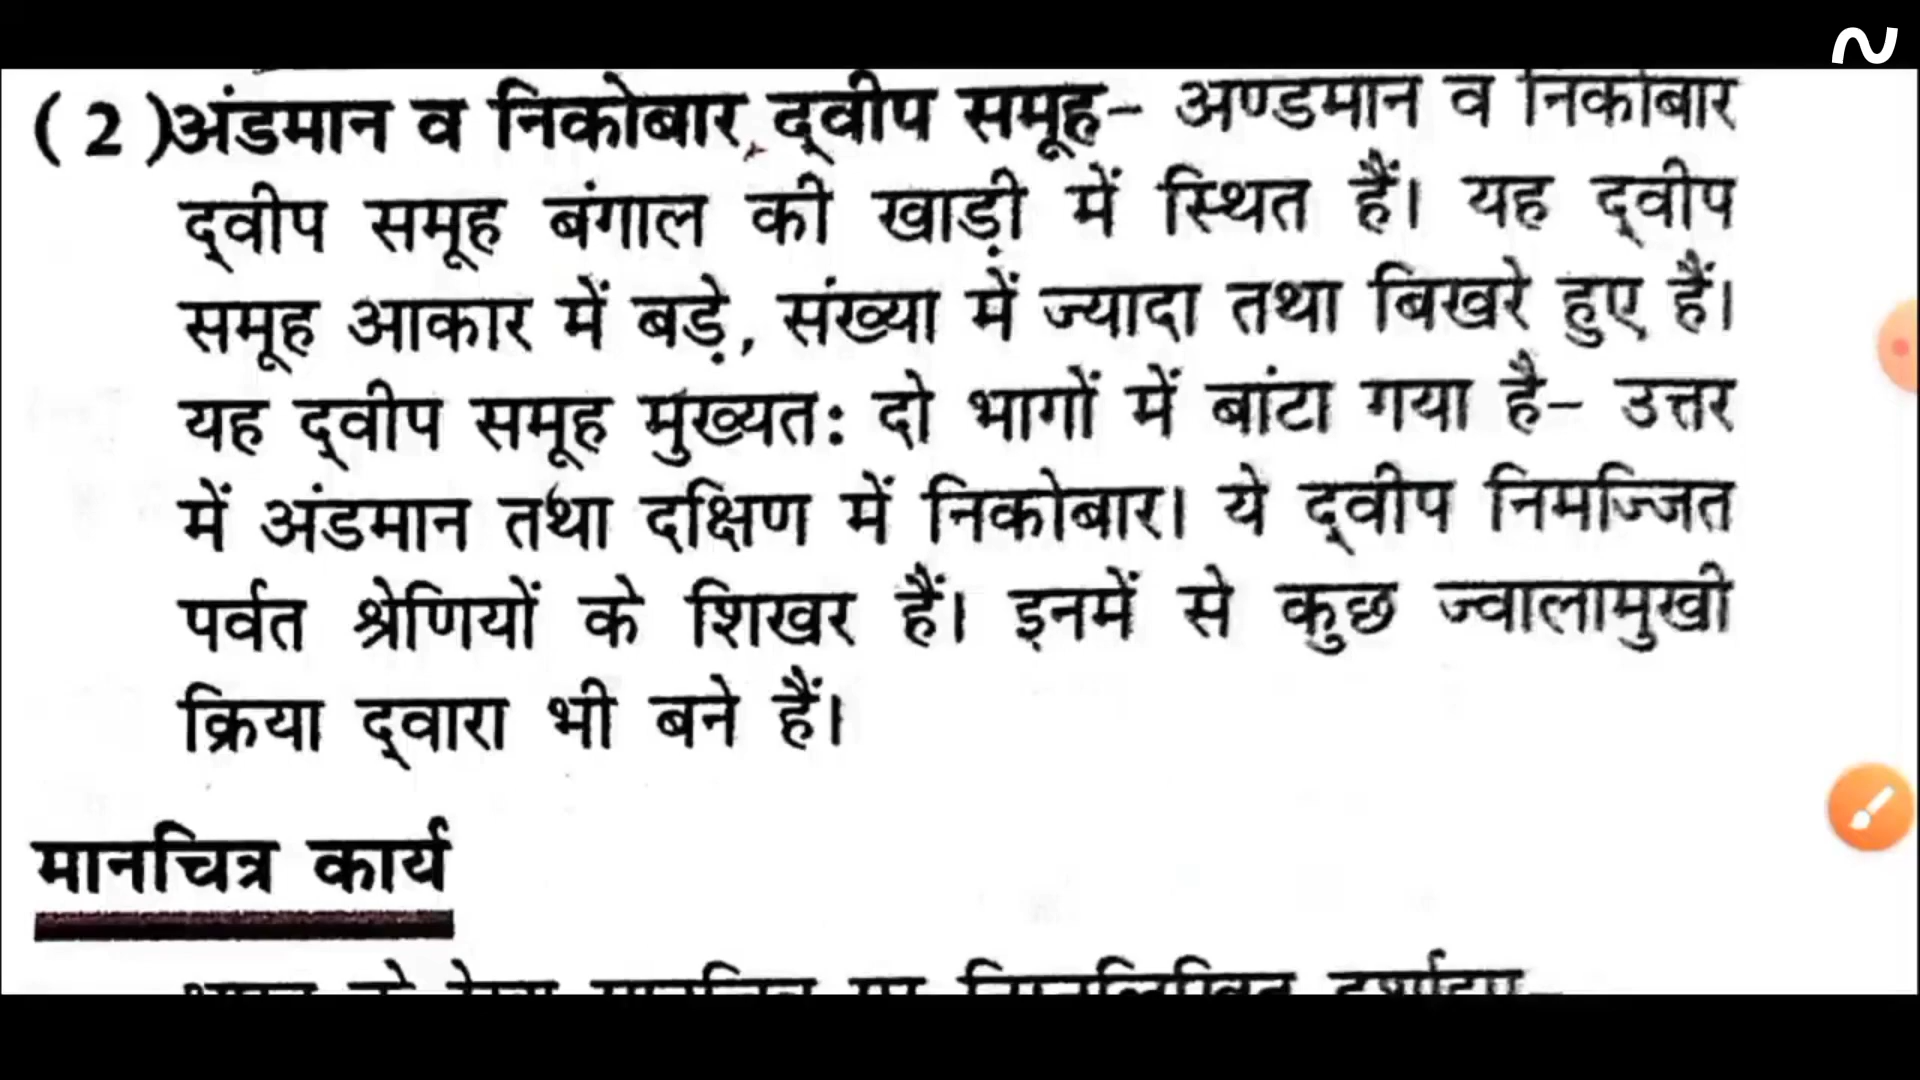 (2)अंडमान व निकोबार द्वीप समूह- अण्डमान व निकोबार
द्वीप समूह बंगाल की खाड़ी में स्थित हैं। यह द्वीप
समूह आकार में बड़े, संख्या में ज्यादा तथा बिखरे हुए हैं।
यह द्वीप समूह मुख्यतः दो भागों में बांटा गया है- उत्तर
में अंडमान तथा दक्षिण में निकोबार। ये द्वीप निमज्जित
पर्वत श्रेणियों के शिखर हैं। इनमें से कुछ ज्वालामुखी
क्रिया द्वारा भी बने हैं।
मानचित्र कार्य